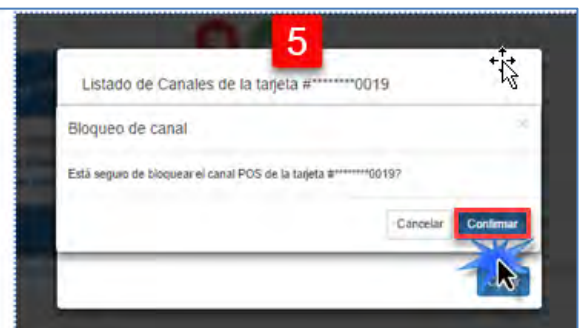 5
Listado de Canales de la tarjeta #********0019
Bloqueo de canal
×
Está seguro de bloquear el canal POS de la tarjeta #********0019?
Cancelar Confirmar